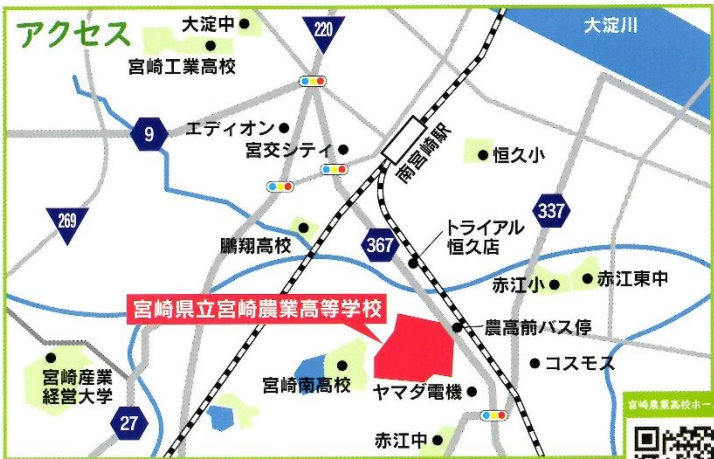 アクセス
大淀中
220
大淀川
宮崎工業高校
9
エディオン
宮交シティ
南宮崎駅
恒久小
269
鵬翔高校
367
トライアル
恒久店
337
赤江小
赤江東中
宮崎県立宮崎農業高等学校
農高前バス停
宮崎産業
経営大学
宮崎南高校
ヤマダ電機
コスモス
27
赤江中
宮崎農業高校ホー